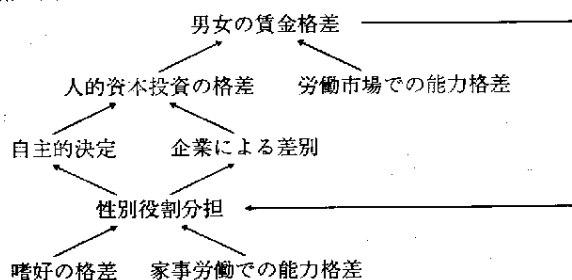 男女の賃金格差
人的資本投資の格差　労働市場での能力格差
自主的決定　企業による差別
性別役割分担
嗜好の格差　家事労働での能力格差